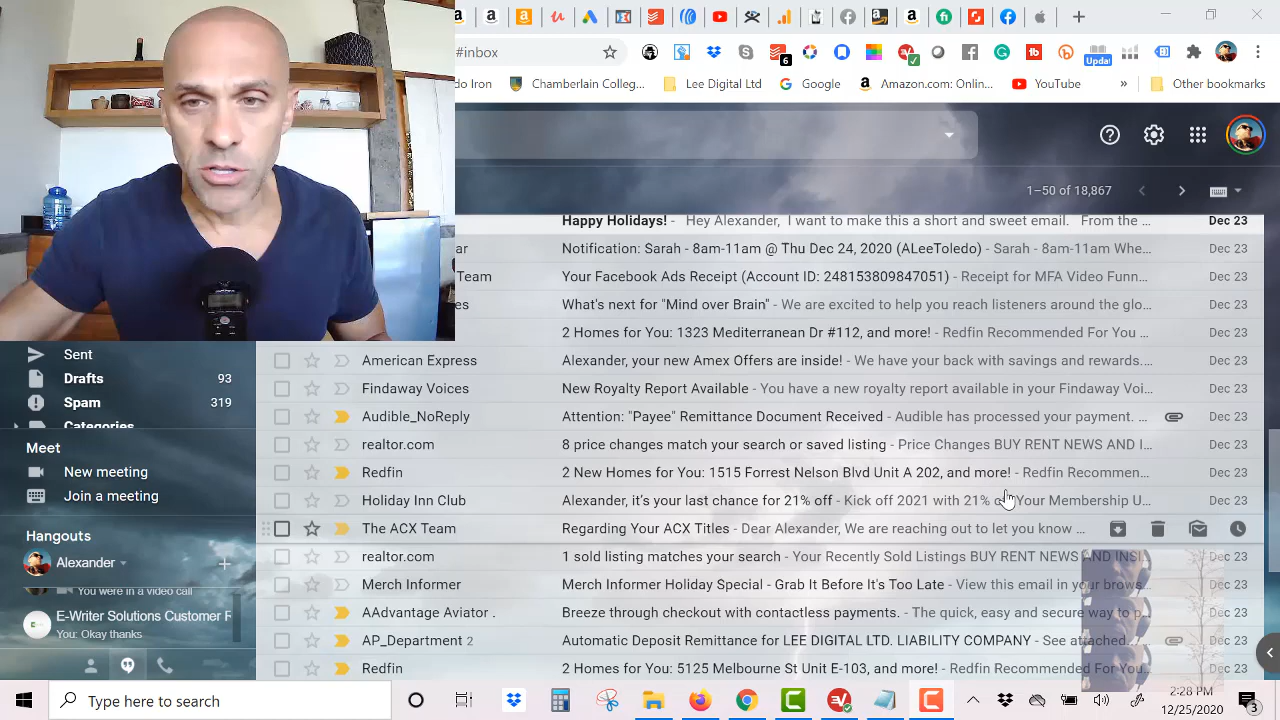 #inbox
6
Updat
do Iron
Chamberlain Colleg...
Lee Digital Ltd
Google
Amazon.com: Onlin...
YouTube
»
Other bookmarks
1–50 of 18,867
Happy Holidays! - Hey Alexander, I want to make this a short and sweet email. From the ... Dec 23
ar Notification: Sarah - 8am-11am @ Thu Dec 24, 2020 (ALeeToledo) - Sarah - 8am-11am Whe... Dec 23
Team Your Facebook Ads Receipt (Account ID: 248153809847051) - Receipt for MFA Video Funn... Dec 23
es What's next for "Mind over Brain" - We are excited to help you reach listeners around the glo... Dec 23
2 Homes for You: 1323 Mediterranean Dr #112, and more! - Redfin Recommended For You ... Dec 23
American Express Alexander, your new Amex Offers are inside! - We have your back with savings and rewards.... Dec 23
Findaway Voices New Royalty Report Available - You have a new royalty report available in your Findaway Voi... Dec 23
Audible_NoReply Attention: "Payee" Remittance Document Received - Audible has processed your payment. ... Dec 23
realtor.com 8 price changes match your search or saved listing - Price Changes BUY RENT NEWS AND I... Dec 23
Redfin 2 New Homes for You: 1515 Forrest Nelson Blvd Unit A 202, and more! - Redfin Recommen... Dec 23
Holiday Inn Club Alexander, it's your last chance for 21% off - Kick off 2021 with 21% Your Membership U... Dec 23
The ACX Team Regarding Your ACX Titles - Dear Alexander, We are reaching out to let you know ...
realtor.com 1 sold listing matches your search - Your Recently Sold Listings BUY RENT NEWS AND INSI... Dec 23
Merch Informer Merch Informer Holiday Special - Grab It Before It's Too Late - View this email in your brows... Dec 23
AAdvantage Aviator . Breeze through checkout with contactless payments - The quick, easy and secure way to p... Dec 23
AP_Department 2 Automatic Deposit Remittance for LEE DIGITAL LTD. LIABILITY COMPANY - See attached... Dec 23
Redfin 2 Homes for You: 5125 Melbourne St Unit E-103, and more! - Redfin Recommended For You... Dec 23
Sent
Drafts 93
Spam 319
Categories
Meet
New meeting
Join a meeting
Hangouts
Alexander
You were in a video call
E-Writer Solutions Customer
You: Okay thanks
Type here to search
2:28 PM
12/25/2020
3